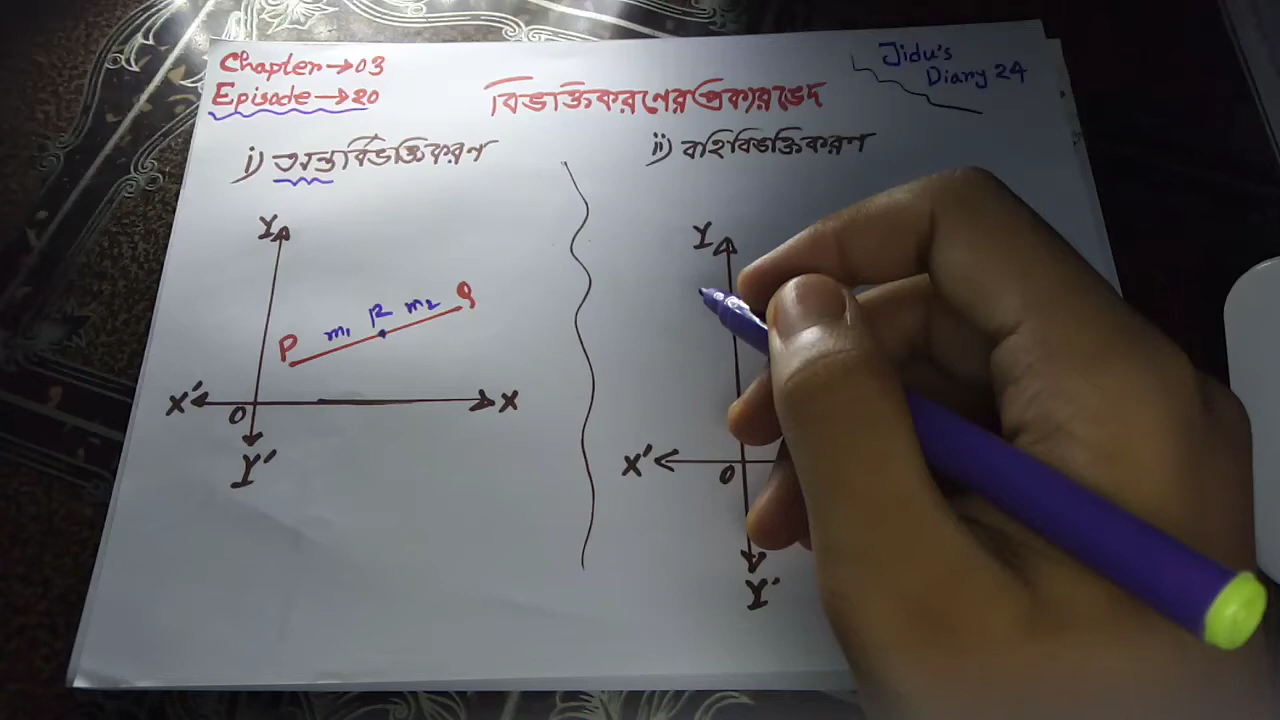 Chapter→03
Episode→20
Jidu's
Diary 24
বিভক্তিকরণের প্রকারভেদ
i) অন্তর্বিভক্তিকরণ
Y
P m₁ R m₂ Q
X' O X
Y'
ii) বহিবিভক্তিকরণ
Y
X' O
Y'